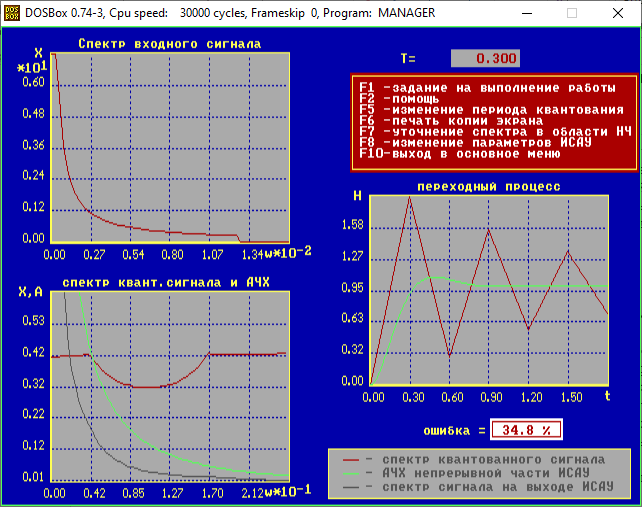 DOSBox 0.74-3, Cpu speed: 30000 cycles, Frameskip 0, Program: MANAGER
Спектр входного сигнала
X
*10^1
0.60
0.48
0.36
0.24
0.12
0.00
0.00 0.27 0.54 0.80 1.07 1.34 w*10^-2
T= 0.300
F1 -задание на выполнение работы
F2 -помощь
F5 -изменение периода квантования
F6 -печать копии экрана
F7 -уточнение спектра в области НЧ
F8 -изменение параметров ИСАУ
F10-выход в основное меню
переходный процесс
H
1.58
1.27
0.95
0.63
0.32
0.00
0.00 0.30 0.60 0.90 1.20 1.50 t
спектр квант.сигнала и АЧХ
X,A
0.53
0.42
0.32
0.22
0.12
0.01
0.00 0.42 0.85 1.27 1.70 2.12 w*10^-1
ошибка = 34.8 %
- спектр квантованного сигнала
- АЧХ непрерывной части ИСАУ
- спектр сигнала на выходе ИСАУ